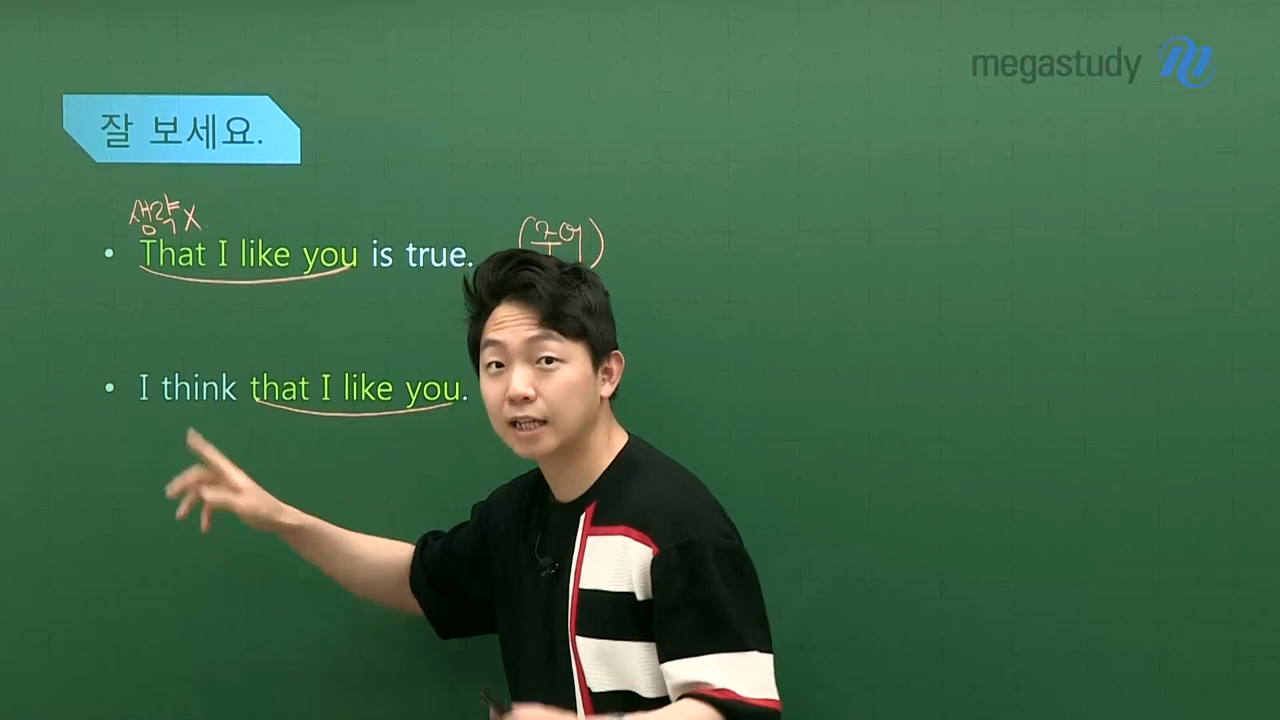 megastudy
잘 보세요.
생략X
• That I like you is true. (주어)
• I think that I like you.